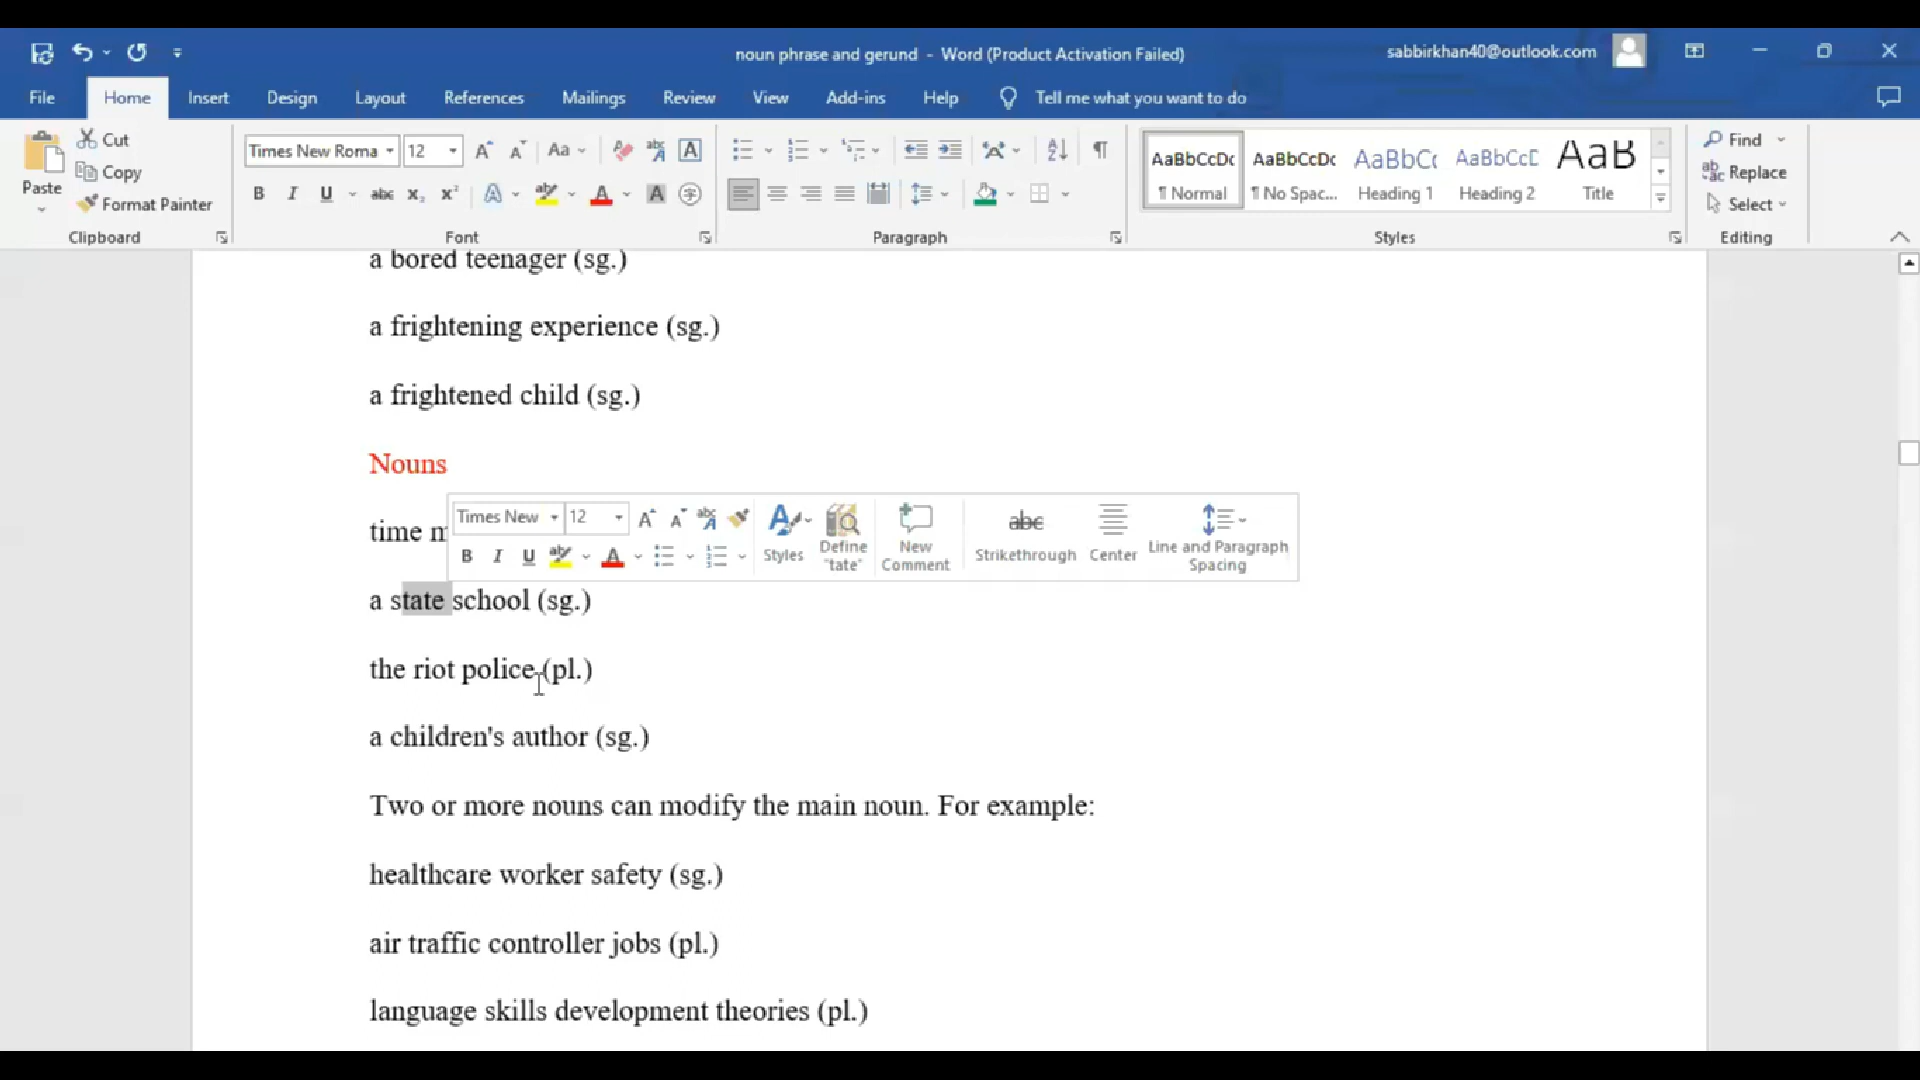 noun phrase and gerund - Word (Product Activation Failed)
sabbirkhan40@outlook.com
File Home Insert Design Layout References Mailings Review View Add-ins Help Tell me what you want to do
Paste
Cut
Copy
Format Painter
Clipboard
Times New Roma 12
Font
Paragraph
AaBbCcDc AaBbCcDc AaBbC AaBbCcD AaB
¶ Normal ¶ No Spac... Heading 1 Heading 2 Title
Styles
Find
Replace
Select
Editing
a bored teenager (sg.)
a frightening experience (sg.)
a frightened child (sg.)
Nouns
time
Times New 12
Styles
Define "tate"
New Comment
Strikethrough
Center
Line and Paragraph Spacing
a state school (sg.)
the riot police (pl.)
a children's author (sg.)
Two or more nouns can modify the main noun. For example:
healthcare worker safety (sg.)
air traffic controller jobs (pl.)
language skills development theories (pl.)